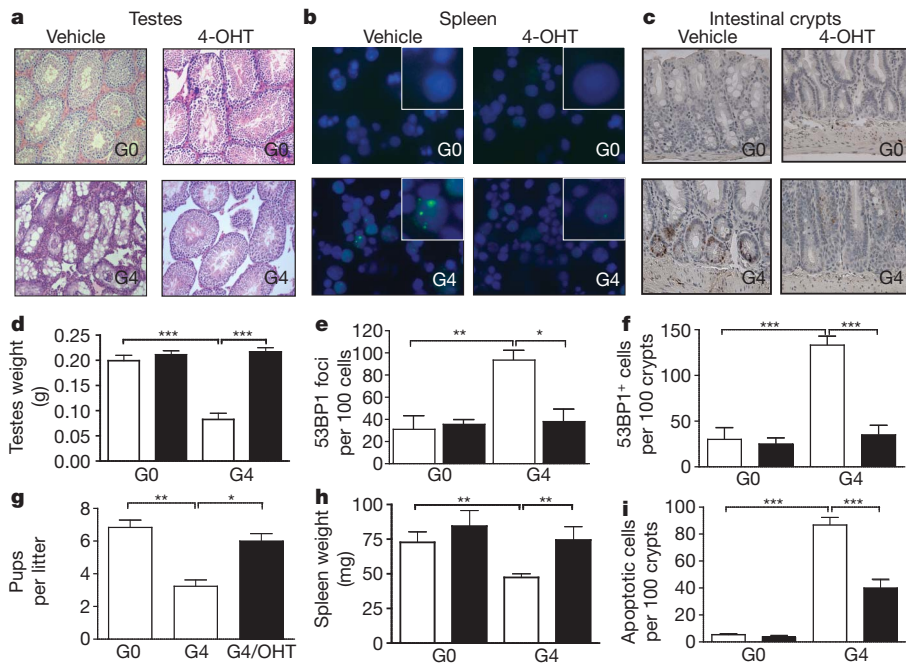 a Testes
Vehicle 4-OHT
G0 G0
G4 G4
b Spleen
Vehicle 4-OHT
G0 G0
G4 G4
c Intestinal crypts
Vehicle 4-OHT
G0 G0
G4 G4
d
Testes weight
(g)
0.25
0.20
0.15
0.10
0.05
0.00
*** ***
G0 G4
e
53BP1 foci
per 100 cells
120
100
80
60
40
20
0
** *
G0 G4
f
53BP1+ cells
per 100 crypts
150
100
50
0
*** ***
G0 G4
g
Pups
per litter
8
6
4
2
0
** *
G0 G4 G4/OHT
h
Spleen weight
(mg)
100
75
50
25
0
** **
G0 G4
i
Apoptotic cells
per 100 crypts
100
80
60
40
20
0
*** ***
G0 G4